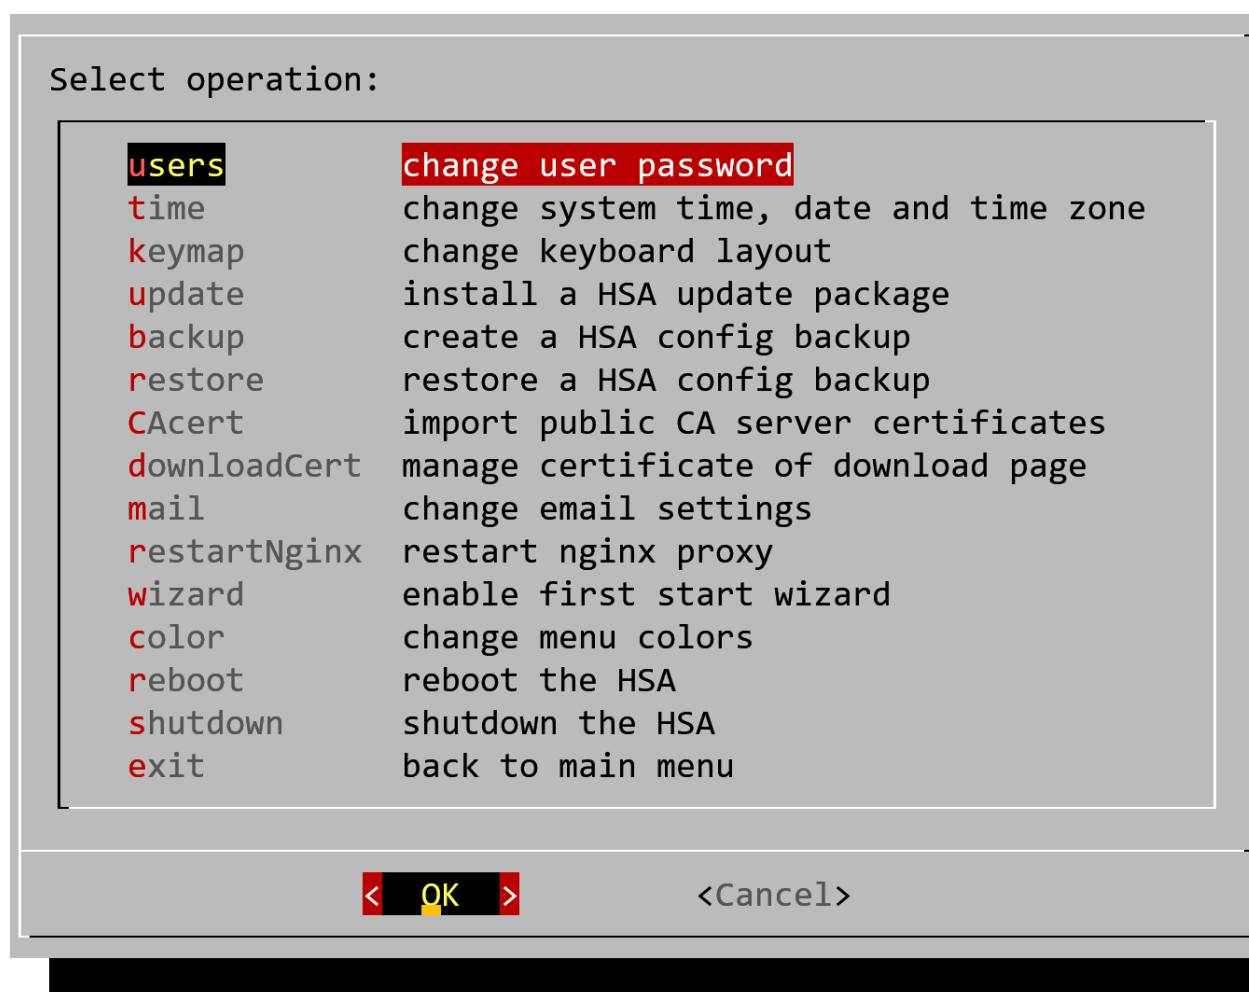 Select operation:
users change user password
time change system time, date and time zone
keymap change keyboard layout
update install a HSA update package
backup create a HSA config backup
restore restore a HSA config backup
CAcert import public CA server certificates
downloadCert manage certificate of download page
mail change email settings
restartNginx restart nginx proxy
wizard enable first start wizard
color change menu colors
reboot reboot the HSA
shutdown shutdown the HSA
exit back to main menu
< OK > <Cancel>